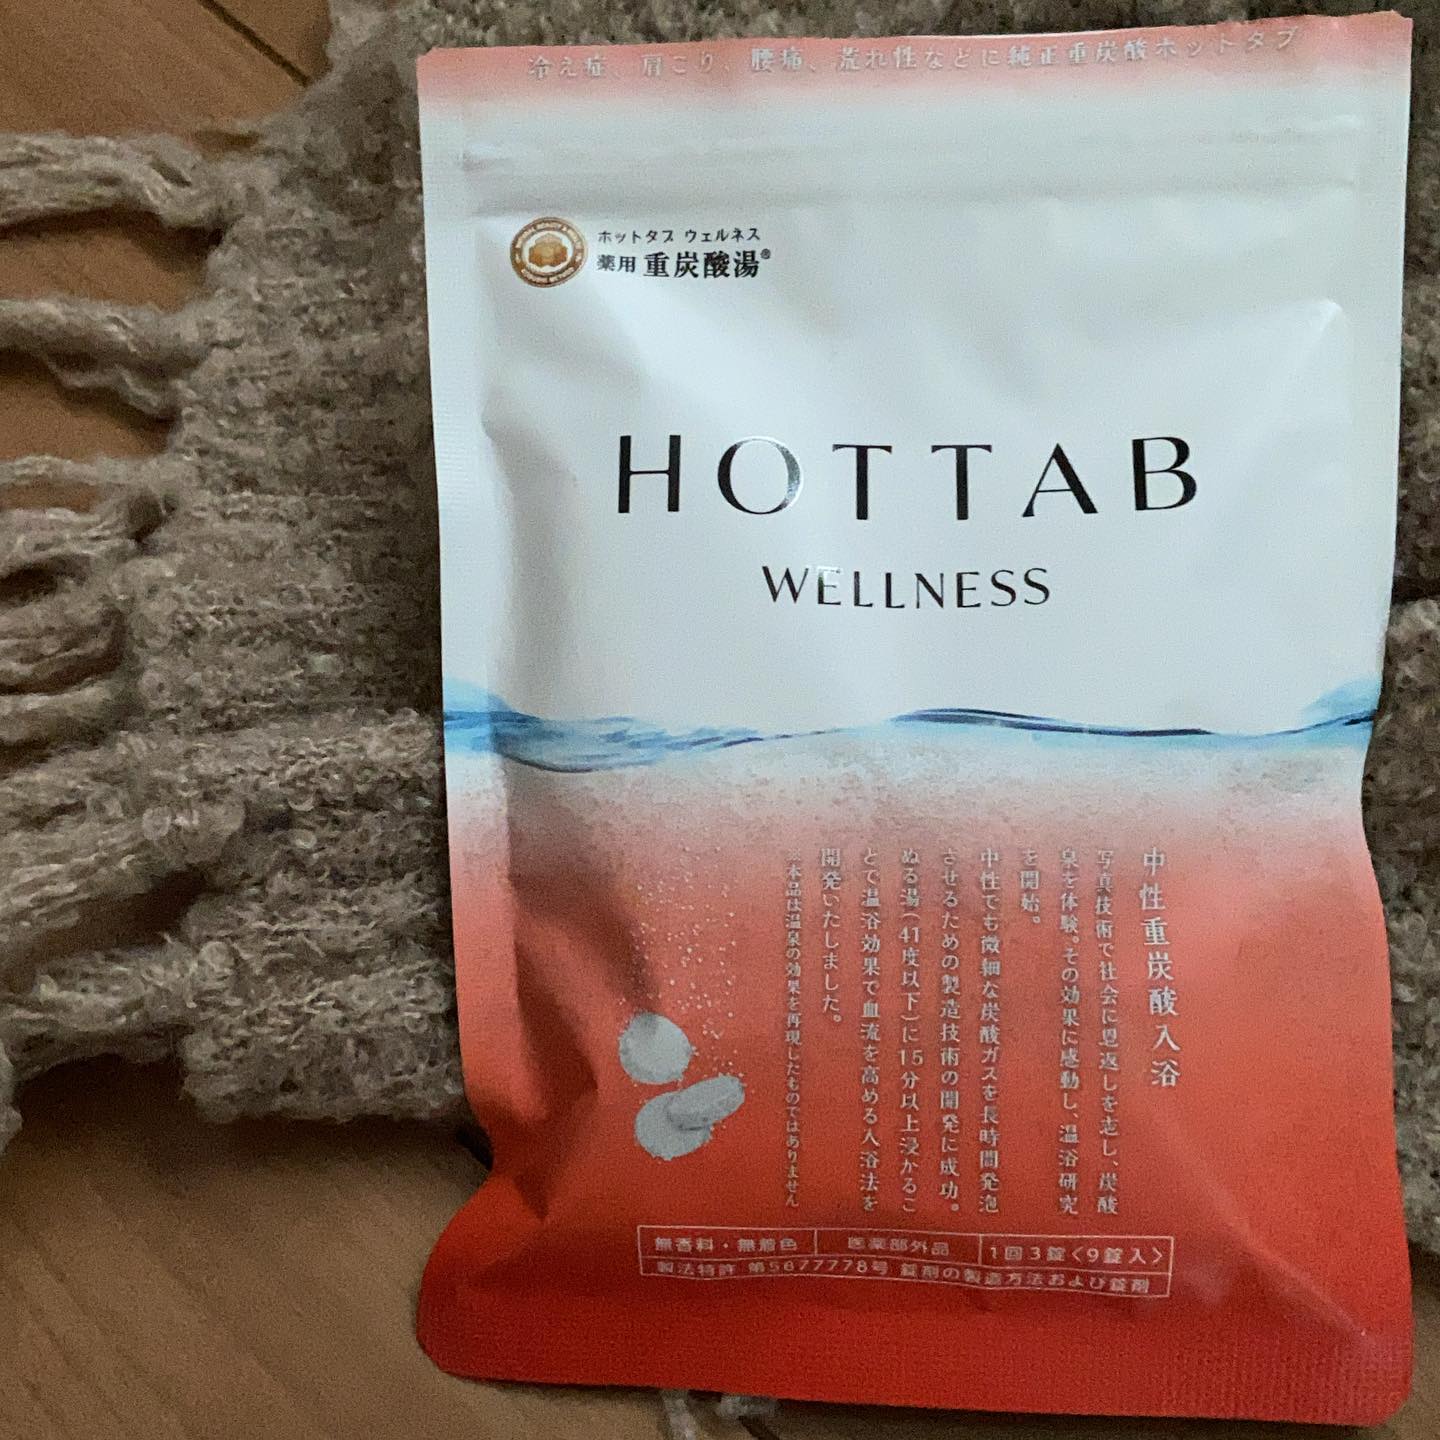 冷え症、肩こり、腰痛、荒れ性などに純正重炭酸ホットタブ
ホットタブ ウェルネス
薬用 重炭酸湯®
HOT TAB
WELLNESS
中性重炭酸入浴
写真技術で社会に恩返しを志し、炭酸
泉を体験。その効果に感動し、温浴研究
を開始。
中性でも微細な炭酸ガスを長時間発泡
させるための製造技術の開発に成功。
ぬる湯(41度以下)に15分以上浸かるこ
とで温浴効果で血流を高める入浴法を
開発いたしました。
※本品は温泉の効果を再現したものではありません
無香料・無着色 医薬部外品 1回3錠<9錠入>
製法特許 第5677778号 錠剤の製造方法および錠剤